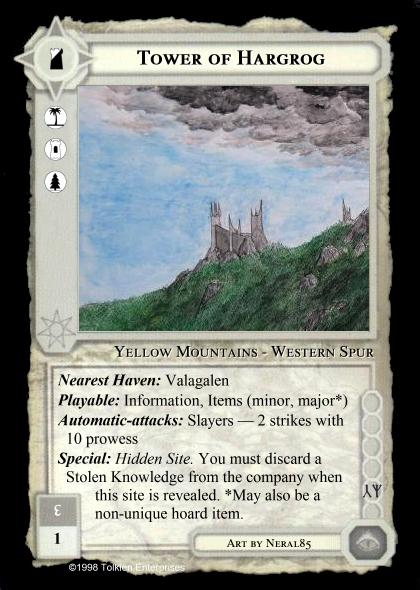 Tower of Hargrog
Yellow Mountains - Western Spur
Nearest Haven: Valagalen
Playable: Information, Items (minor, major*)
Automatic-attacks: Slayers — 2 strikes with
10 prowess
Special: Hidden Site. You must discard a
Stolen Knowledge from the company when
this site is revealed. *May also be a
non-unique hoard item.
ε
1
Art by Neral85
©1998 Tolkien Enterprises